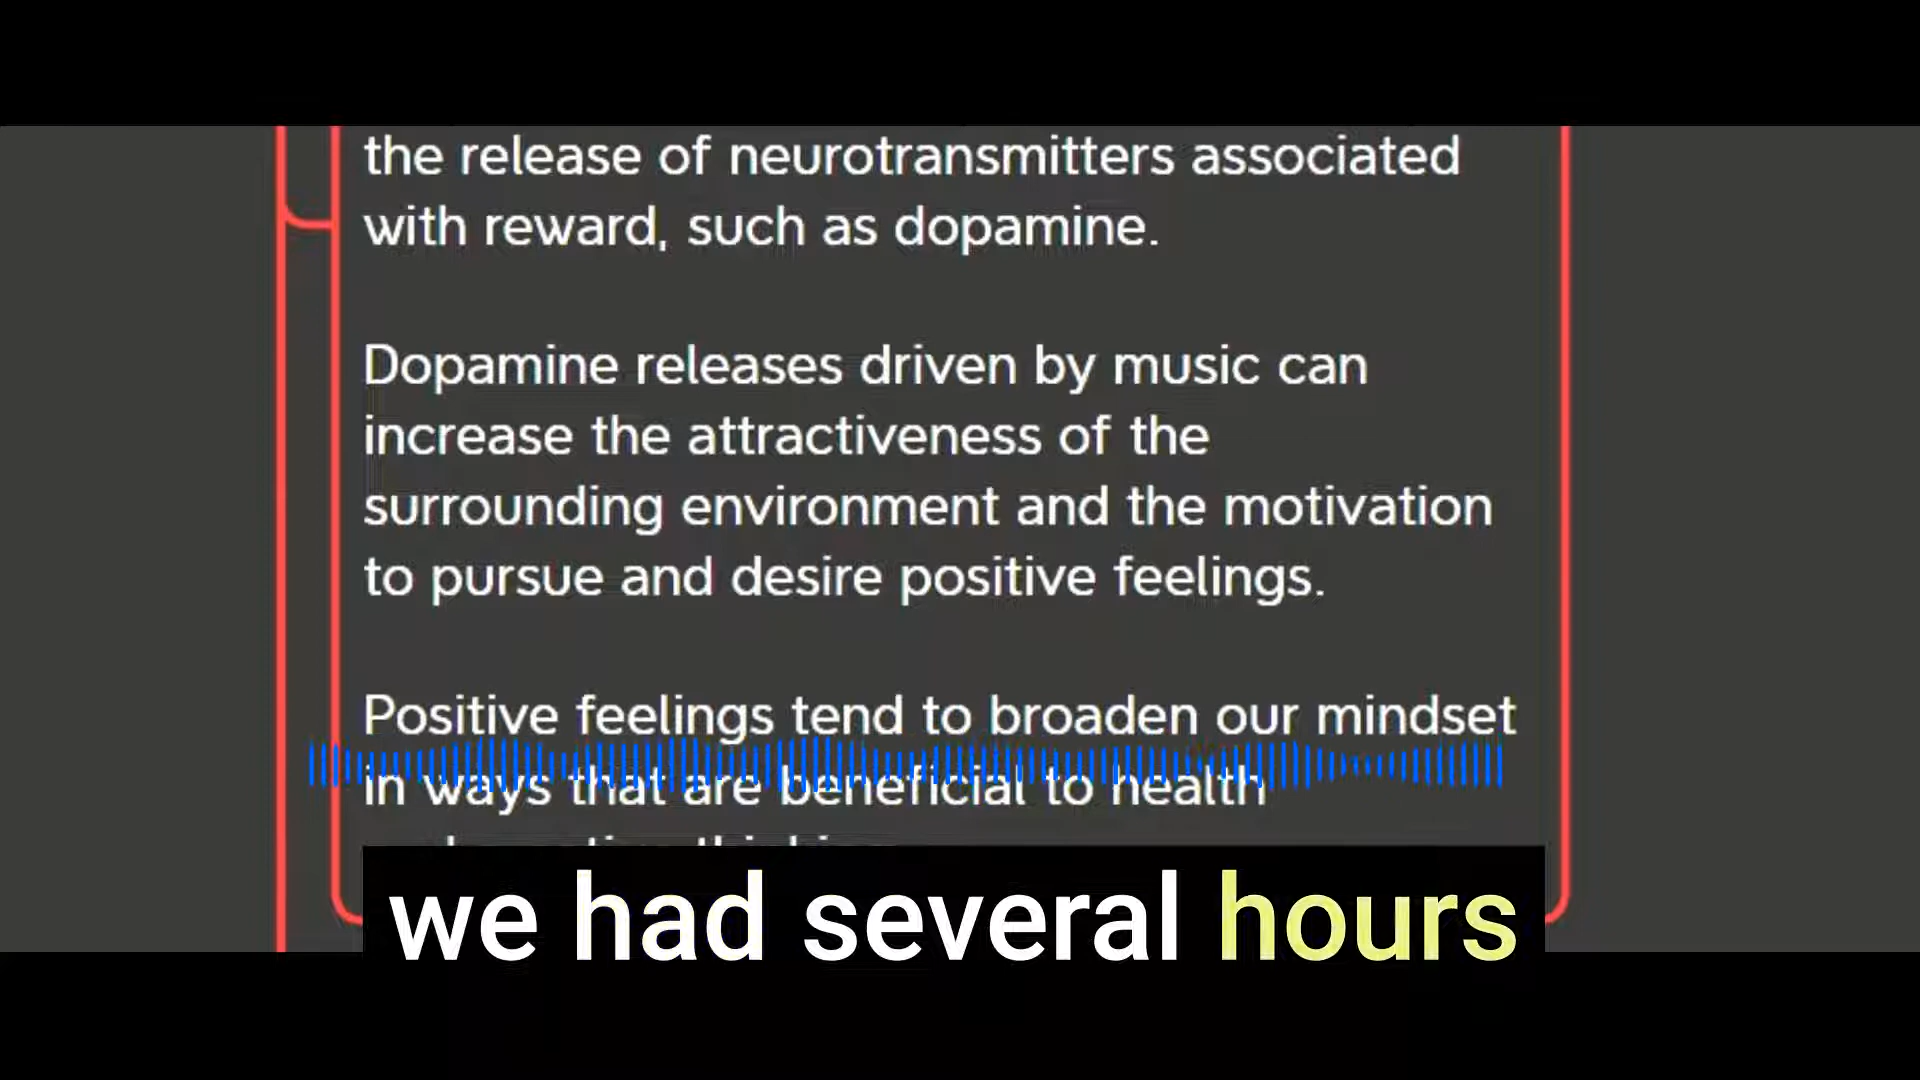 the release of neurotransmitters associated
with reward, such as dopamine.
Dopamine releases driven by music can
increase the attractiveness of the
surrounding environment and the motivation
to pursue and desire positive feelings.
Positive feelings tend to broaden our mindset
in ways that are beneficial to health
we had several hours